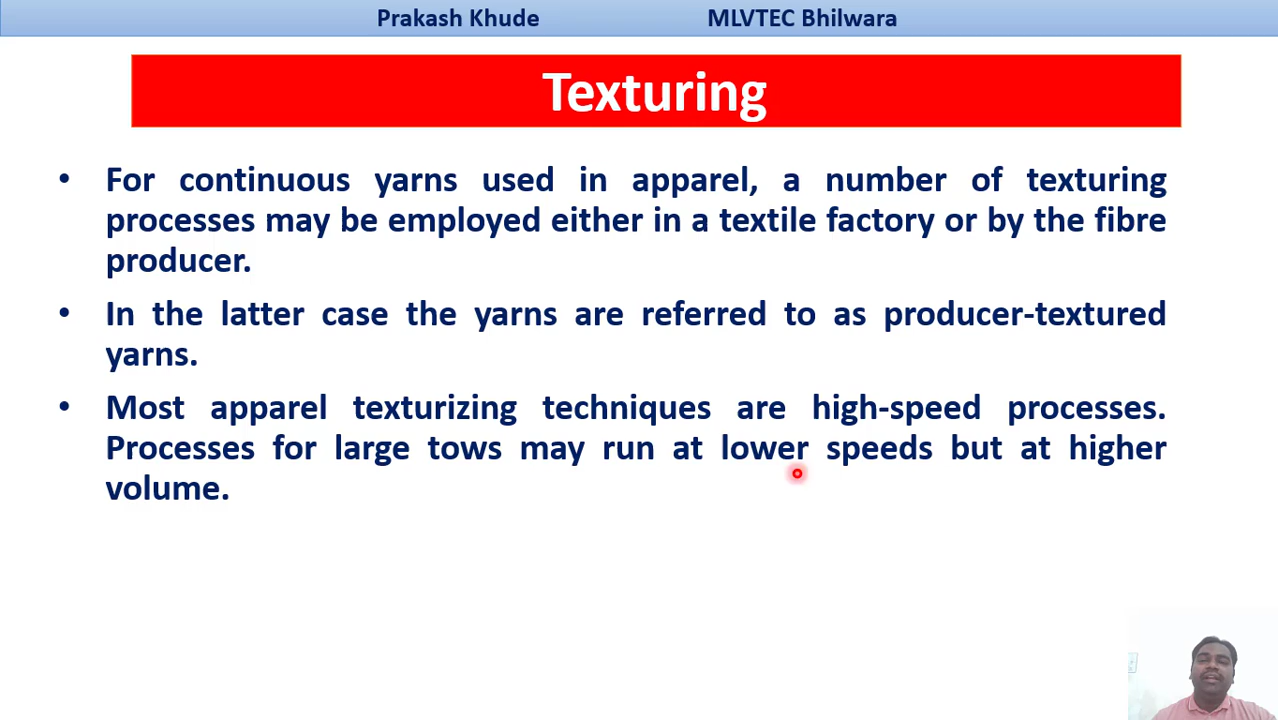 Prakash Khude MLVTEC Bhilwara
Texturing
• For continuous yarns used in apparel, a number of texturing
processes may be employed either in a textile factory or by the fibre
producer.
• In the latter case the yarns are referred to as producer-textured
yarns.
• Most apparel texturizing techniques are high-speed processes.
Processes for large tows may run at lower speeds but at higher
volume.